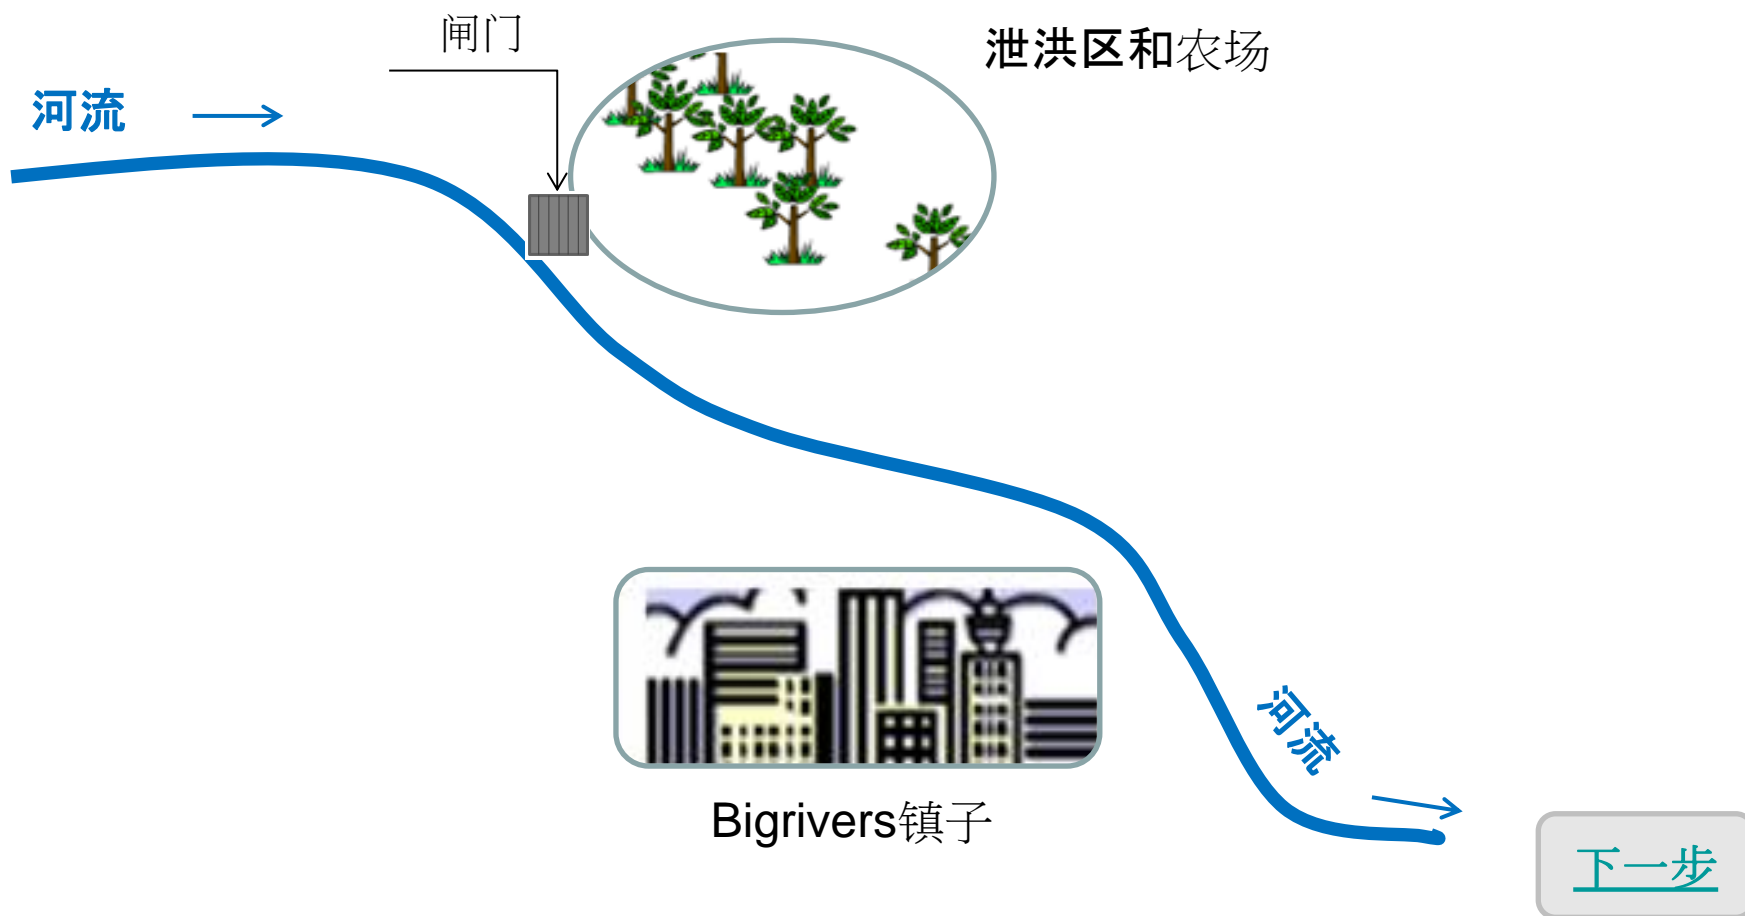 闸门
泄洪区和农场
河流
河流
Bigrivers镇子
下一步